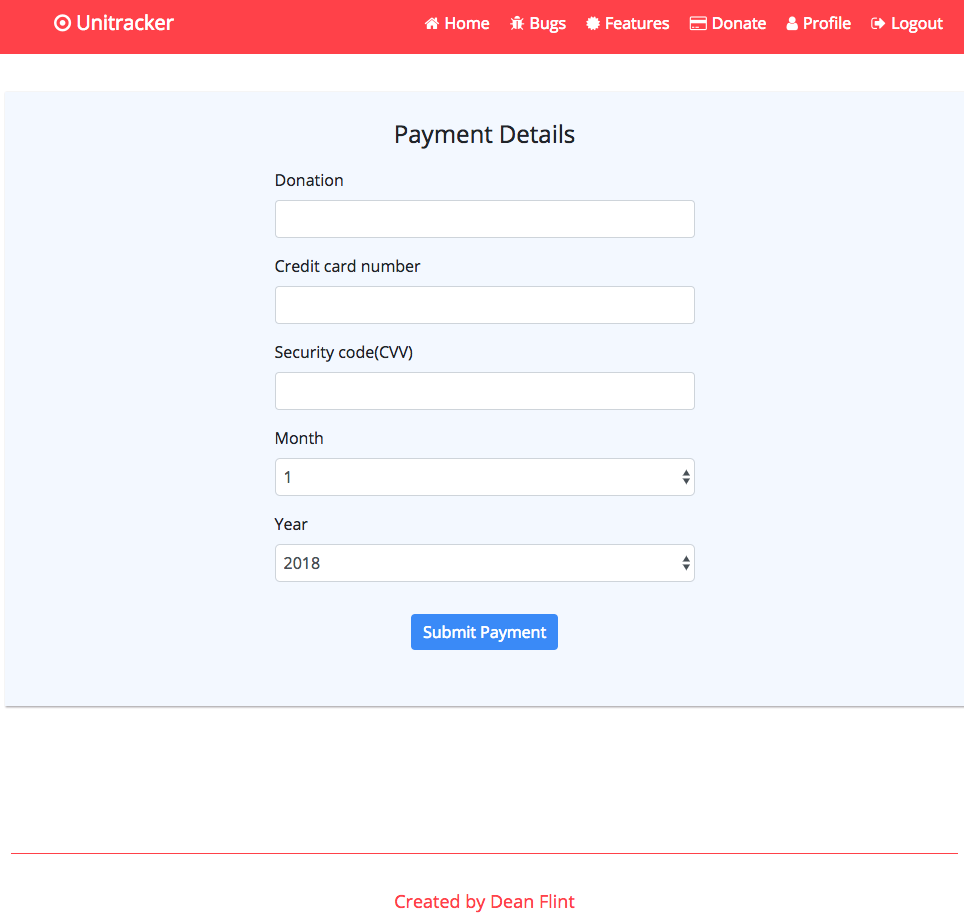 Unitracker Home Bugs Features Donate Profile Logout
Payment Details
Donation
Credit card number
Security code(CVV)
Month
1
Year
2018
Submit Payment
Created by Dean Flint